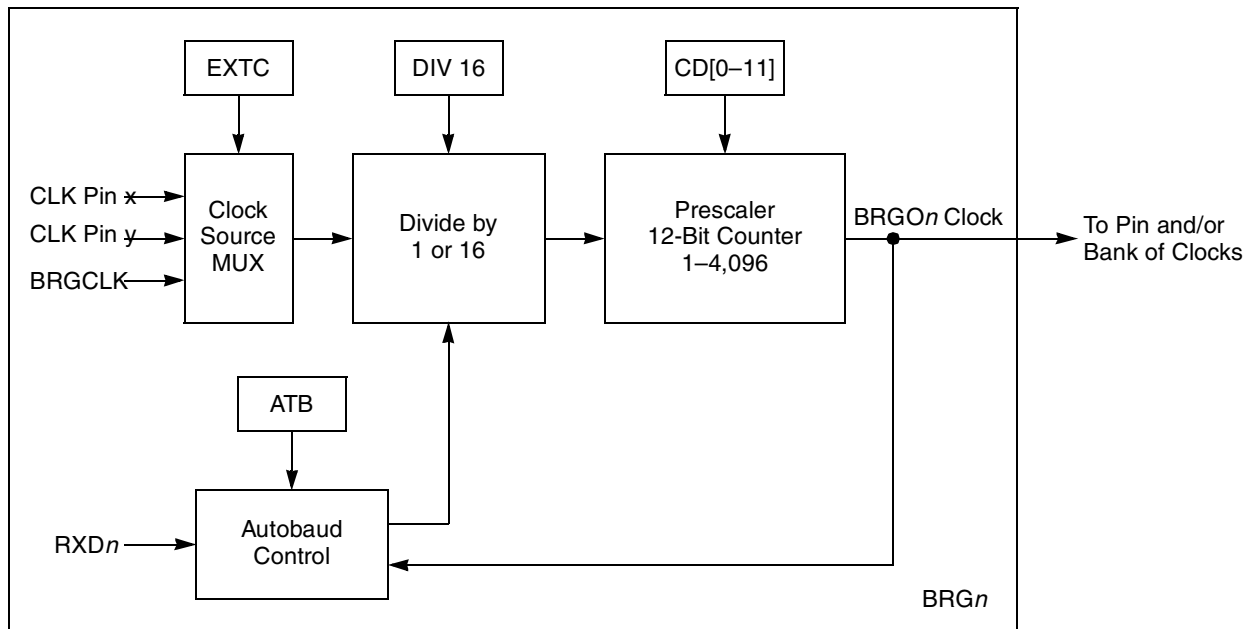 EXTC
DIV 16
CD[0–11]
CLK Pin x
CLK Pin y
BRGCLK
Clock
Source
MUX
Divide by
1 or 16
Prescaler
12-Bit Counter
1–4,096
BRGOn Clock
To Pin and/or
Bank of Clocks
ATB
RXDn
Autobaud
Control
BRGn